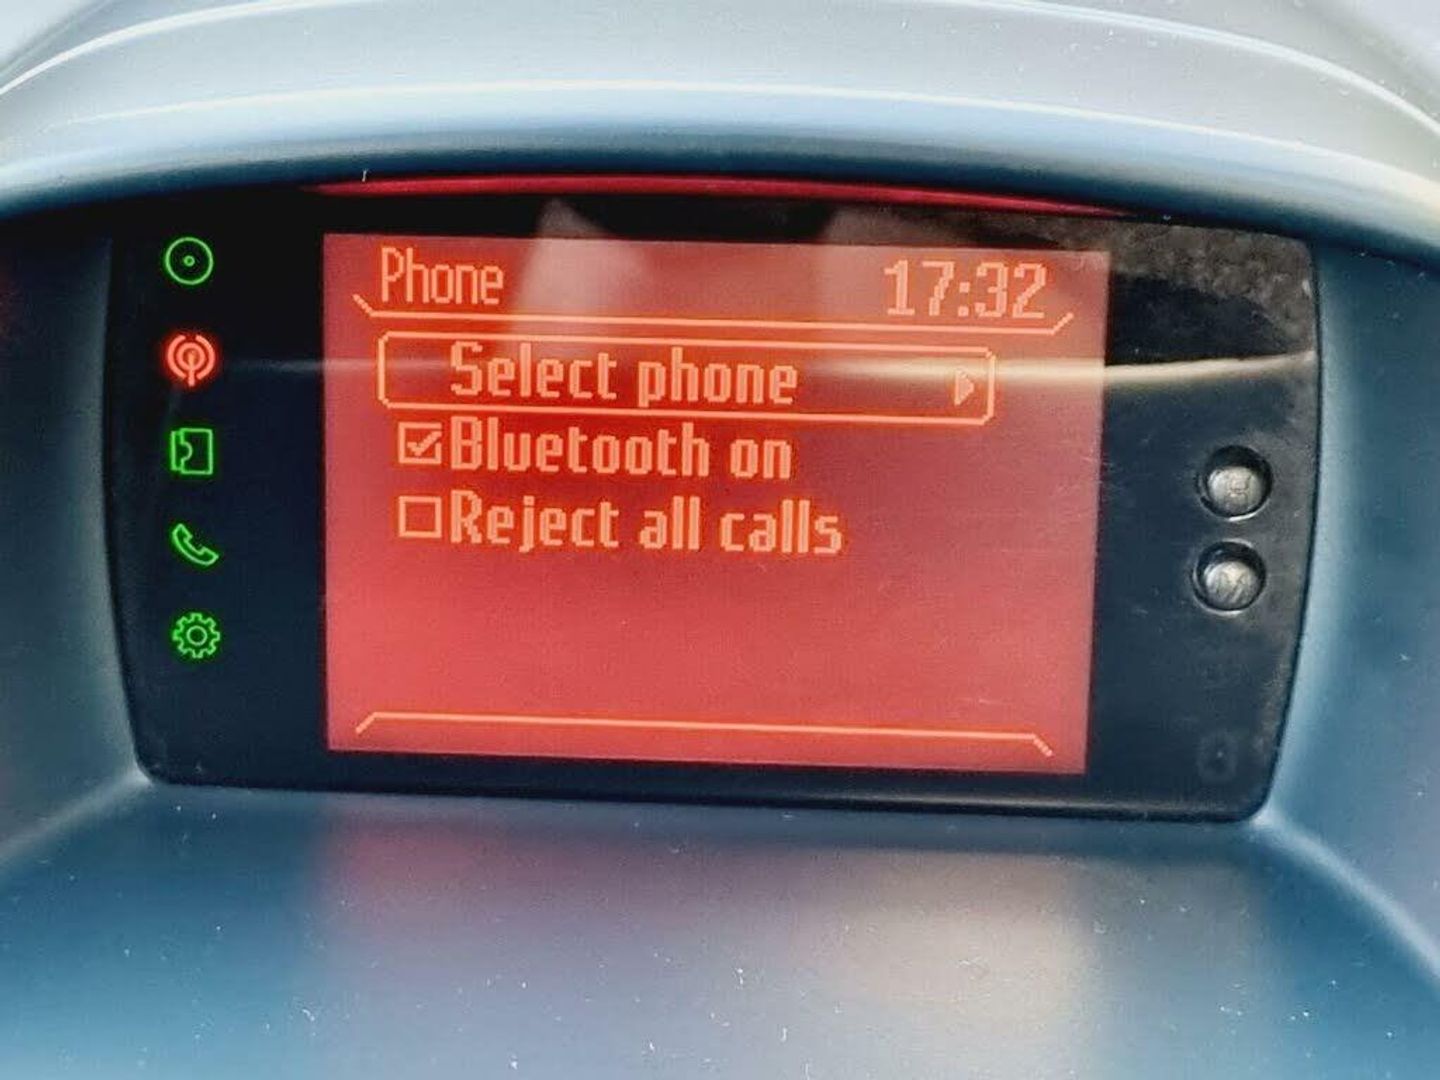 Phone
17:32
Select phone
Bluetooth on
Reject all calls